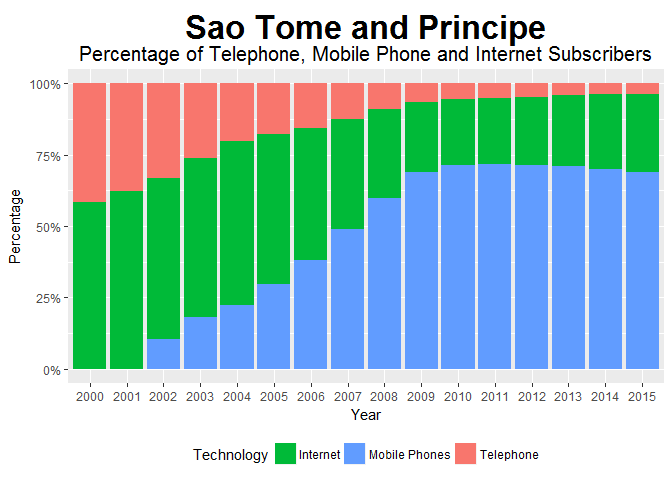 Sao Tome and Principe
Percentage of Telephone, Mobile Phone and Internet Subscribers
100%
75%
50%
25%
0%
Percentage
2000 2001 2002 2003 2004 2005 2006 2007 2008 2009 2010 2011 2012 2013 2014 2015
Year
Technology Internet Mobile Phones Telephone